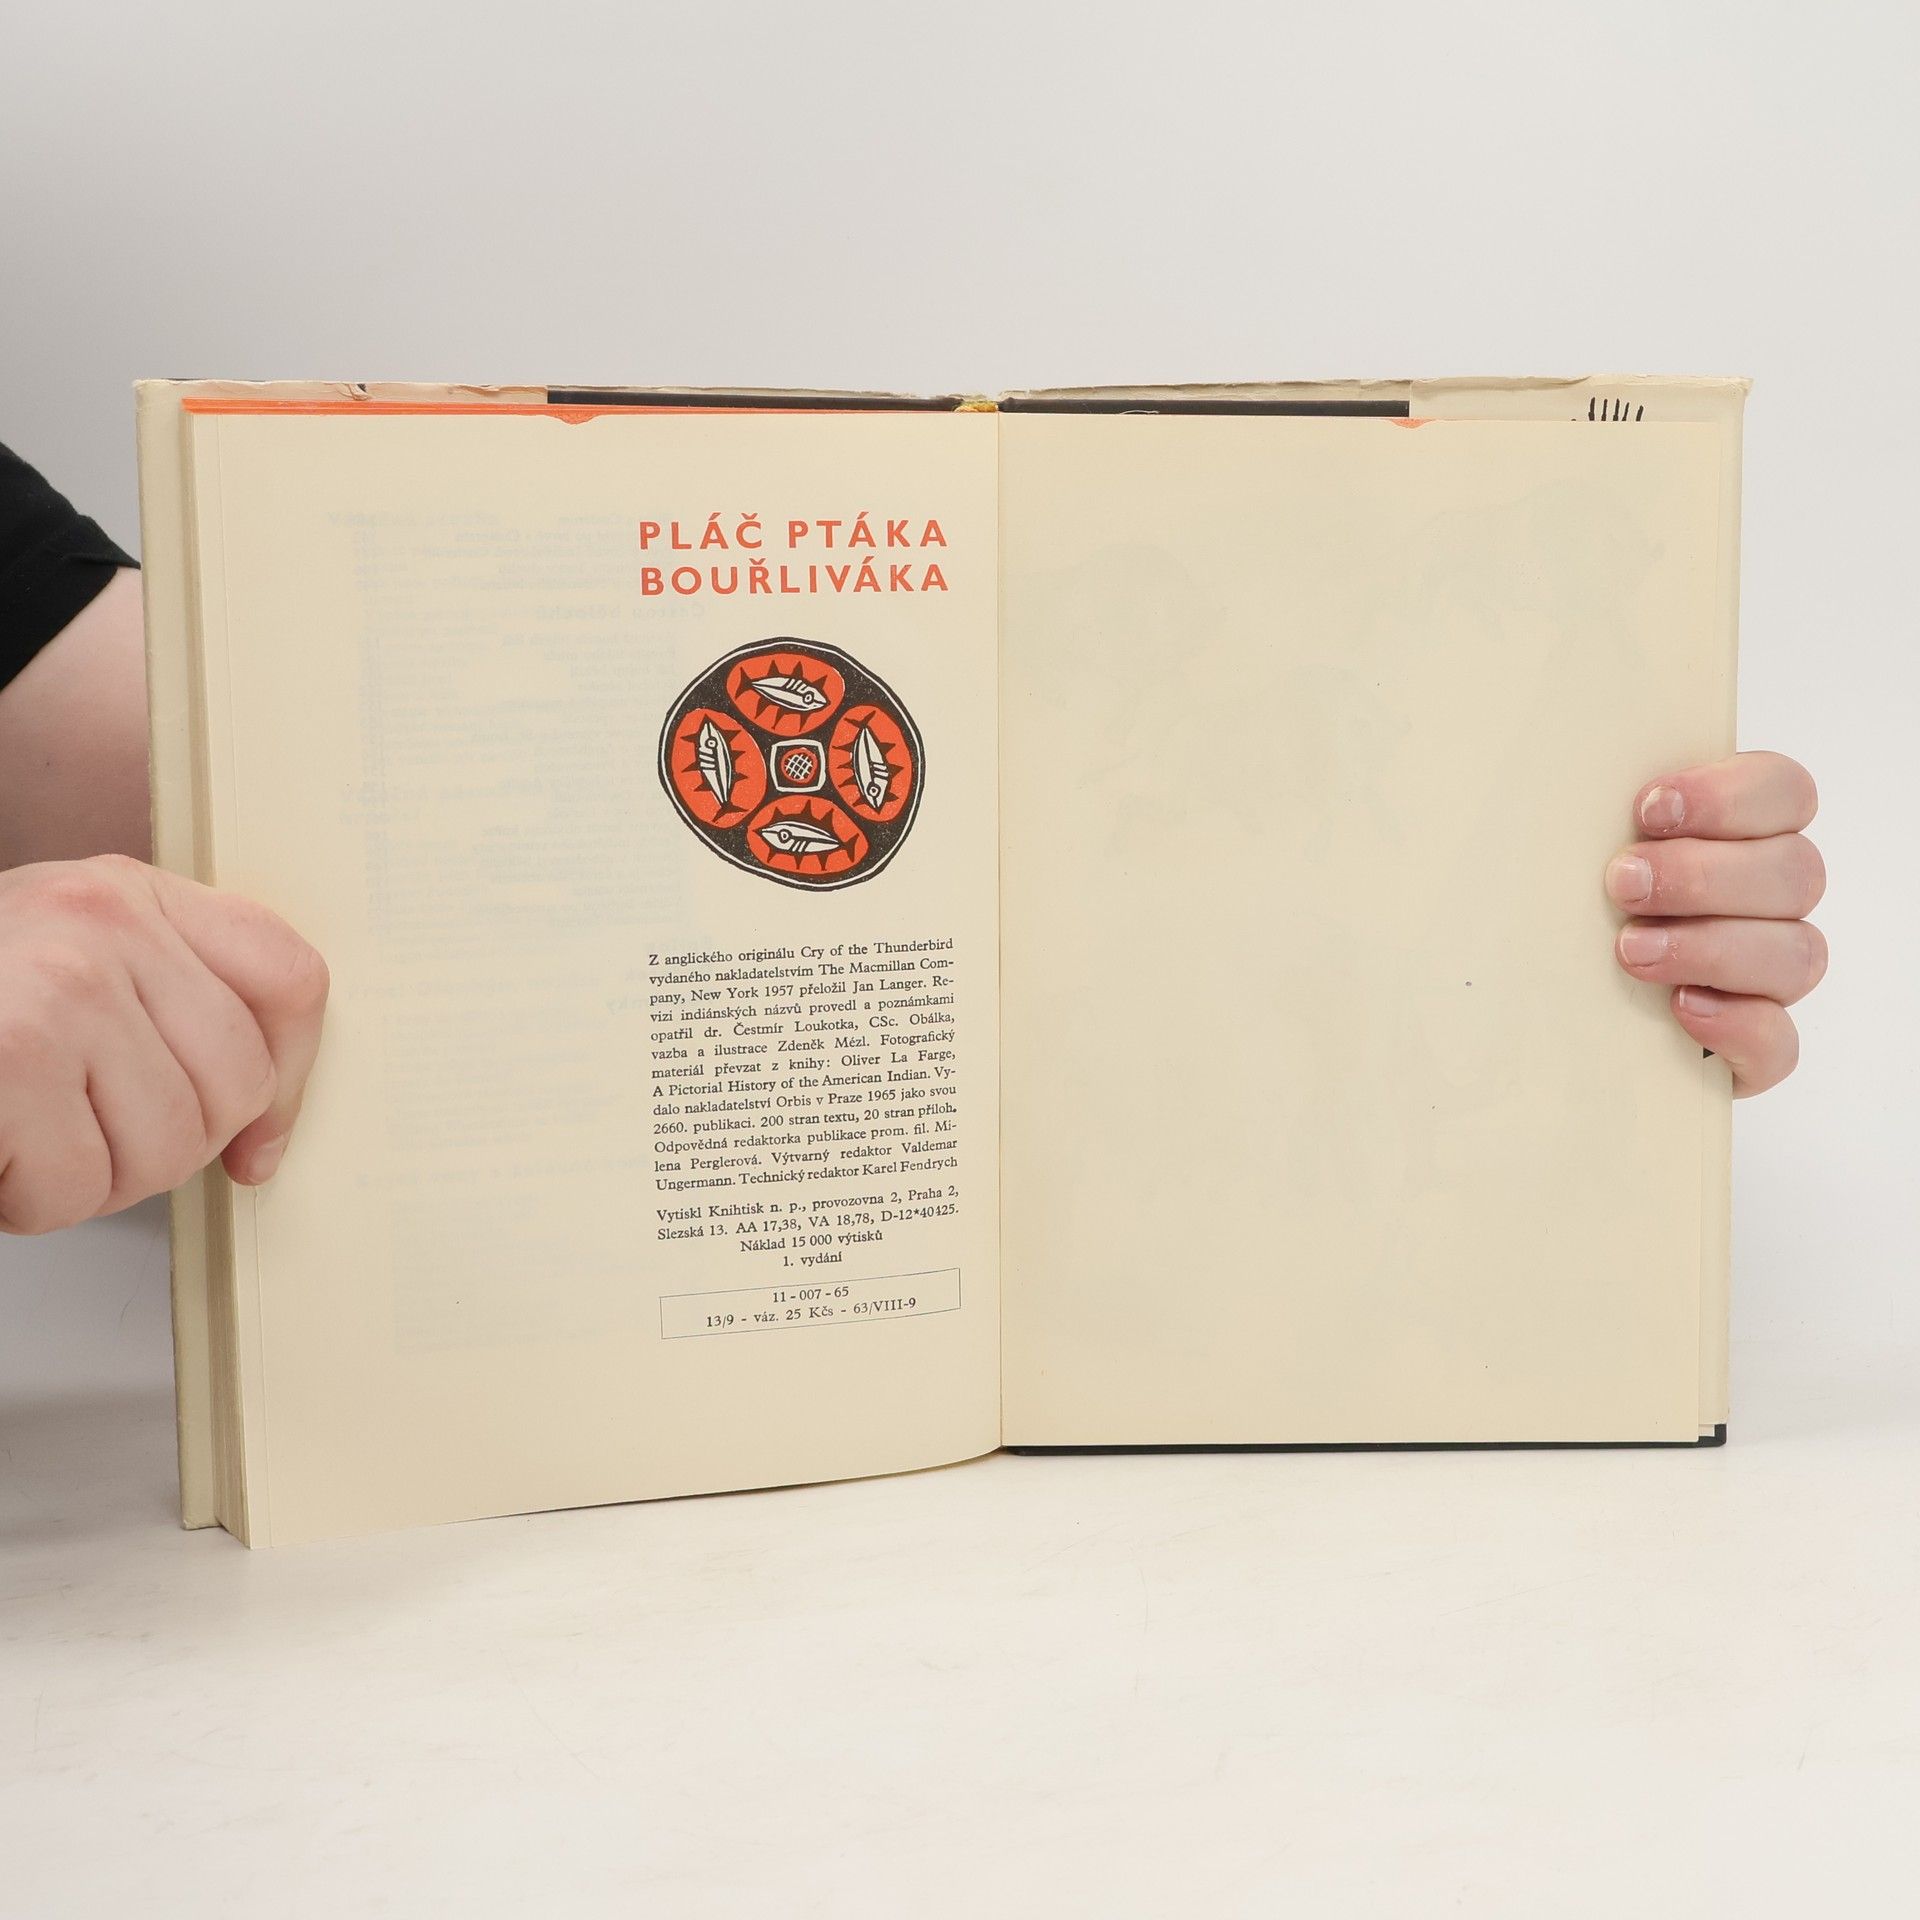 PLÁČ PTÁKA
BOUŘLIVÁKA
Z anglického originálu Cry of the Thunderbird
vydaného nakladatelstvím The Macmillan Com-
pany, New York 1957 přeložil Jan Langer. Re-
vizi indiánských názvů provedl a poznámkami
opatřil dr. Čestmír Loukotka, CSc. Obálka,
vazba a ilustrace Zdeněk Mézl. Fotografický
materiál převzat z knihy: Oliver La Farge,
A Pictorial History of the American Indian. Vy-
dalo nakladatelství Orbis v Praze 1965 jako svou
2660. publikaci. 200 stran textu, 20 stran příloh.
Odpovědná redaktorka publikace prom. fil. Mi-
lena Perglerová. Výtvarný redaktor Valdemar
Ungermann. Technický redaktor Karel Fendrych
Vytiskl Knihtisk n. p., provozovna 2, Praha 2,
Slezská 13. AA 17,38, VA 18,78, D-12*40425.
Náklad 15 000 výtisků
1. vydání
11 - 007 - 65
13/9 - váz. 25 Kčs - 63/VIII-9